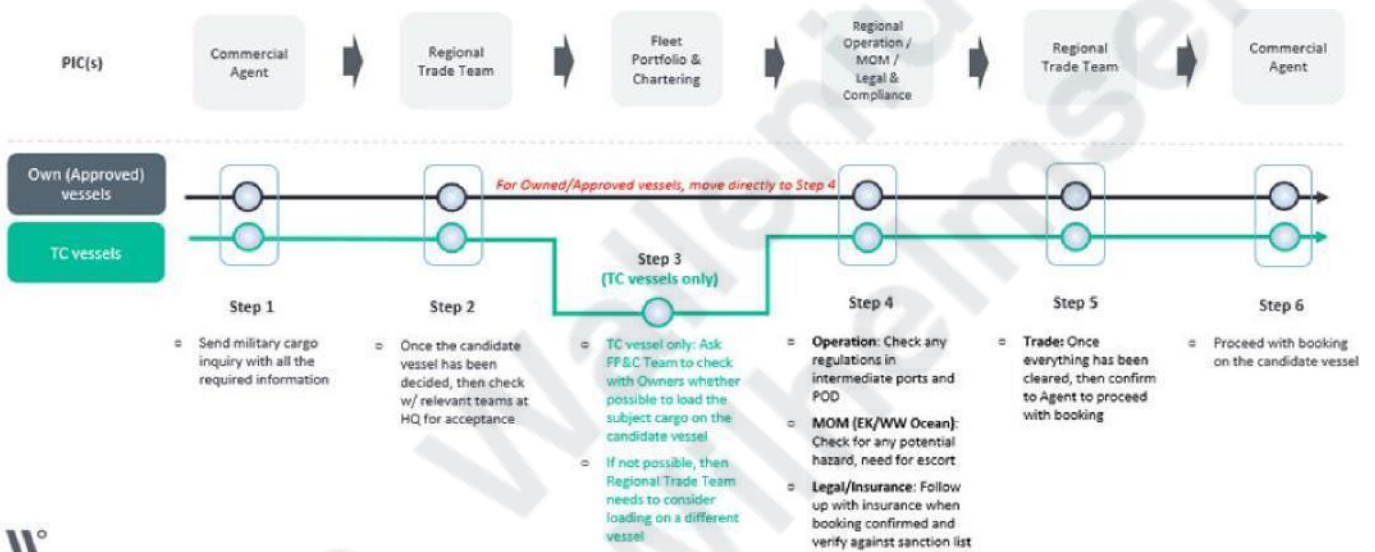 PIC(s)
Commercial
Agent
Regional
Trade Team
Fleet
Portfolio &
Chartering
Regional
Operation /
MOM /
Legal &
Compliance
Regional
Trade Team
Commercial
Agent
Own (Approved)
vessels
For Owned/Approved vessels, move directly to Step 4
TC vessels
Step 1
Send military cargo
inquiry with all the
required information
Step 2
Once the candidate
vessel has been
decided, then check
w/ relevant teams at
HQ for acceptance
Step 3
(TC vessels only)
TC vessel only: Ask
FP&C Team to check
with Owners whether
possible to load the
subject cargo on the
candidate vessel
If not possible, then
Regional Trade Team
needs to consider
loading on a different
vessel
Step 4
Operation: Check any
regulations in
intermediate ports and
POD
MOM (EK/WW Ocean):
Check for any potential
hazard, need for escort
Legal/Insurance: Follow
up with insurance when
booking confirmed and
verify against sanction list
Step 5
Trade: Once
everything has been
cleared, then confirm
to Agent to proceed
with booking
Step 6
Proceed with booking
on the candidate vessel
Wallenius
Wilhelmsen